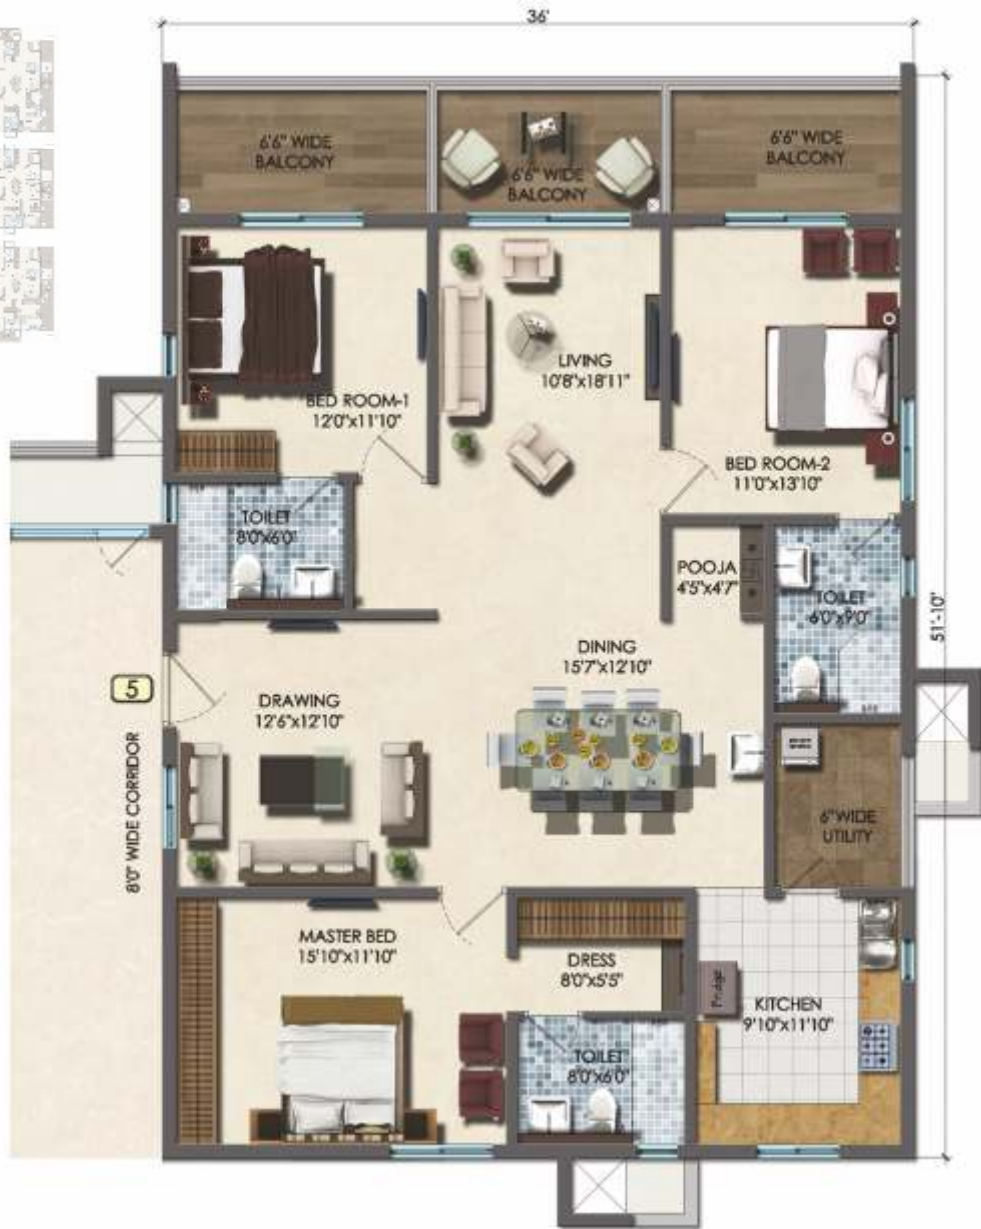 36'
6'6" WIDE
BALCONY
6'6" WIDE
BALCONY
6'6" WIDE
BALCONY
LIVING
10'8"x18'11"
BED ROOM-1
12'0"x11'10"
BED ROOM-2
11'0"x13'10"
TOILET
8'0"x6'0"
POOJA
4'5"x4'7"
TOILET
6'0"x9'0"
51'-10"
DINING
15'7"x12'10"
5
DRAWING
12'6"x12'10"
8'0" WIDE CORRIDOR
6"WIDE
UTILITY
MASTER BED
15'10"x11'10"
DRESS
8'0"x5'5"
Fridge
KITCHEN
9'10"x11'10"
TOILET
8'0"x6'0"